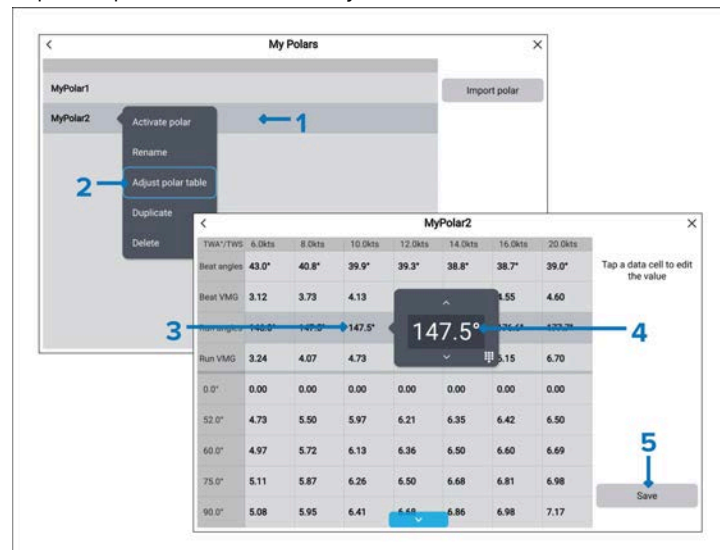 My Polars
MyPolar1
Import polar
MyPolar2
Activate polar
1
Rename
2
Adjust polar table
Duplicate
Delete
MyPolar2
TWA°/TWS 6.0kts 8.0kts 10.0kts 12.0kts 14.0kts 16.0kts 20.0kts
Beat angles 43.0° 40.8° 39.9° 39.3° 38.8° 38.7° 39.0°
Tap a data cell to edit
the value
Beat VMG 3.12 3.73 4.13 4.55 4.60
3
Run angles 147.5°
147.5°
4
Run VMG 3.24 4.07 4.73 6.70
0.0° 0.00 0.00 0.00 0.00 0.00 0.00 0.00
52.0° 4.73 5.50 5.97 6.21 6.35 6.42 6.50
60.0° 4.97 5.72 6.13 6.36 6.50 6.60 6.69
5
75.0° 5.11 5.87 6.26 6.50 6.68 6.81 6.98
Save
90.0° 5.08 5.95 6.41 6.86 6.98 7.17